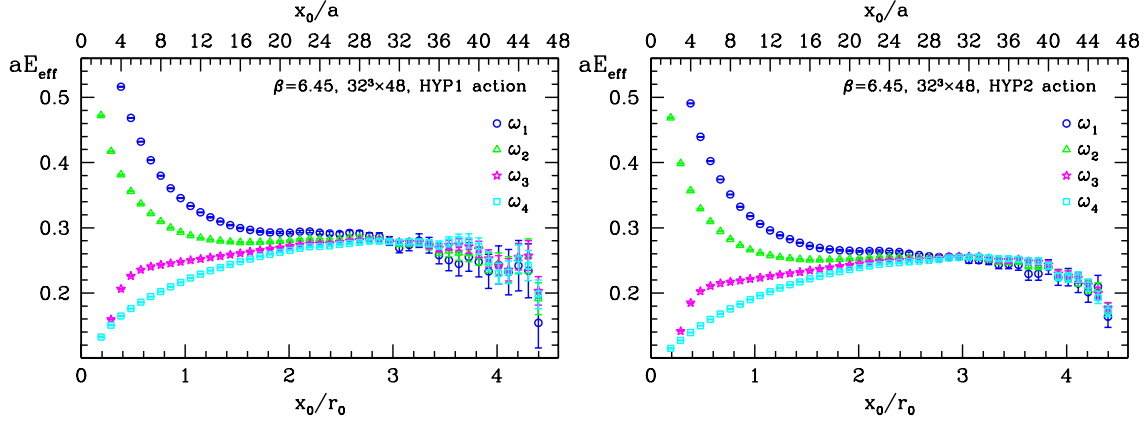 x₀/a
0 4 8 12 16 20 24 28 32 36 40 44 48
aE_eff
β=6.45, 32³×48, HYP1 action
0.5
ω₁
ω₂
0.4
ω₃
ω₄
0.3
0.2
0 1 2 3 4
x₀/r₀
x₀/a
0 4 8 12 16 20 24 28 32 36 40 44 48
aE_eff
β=6.45, 32³×48, HYP2 action
0.5
ω₁
ω₂
0.4
ω₃
ω₄
0.3
0.2
0 1 2 3 4
x₀/r₀